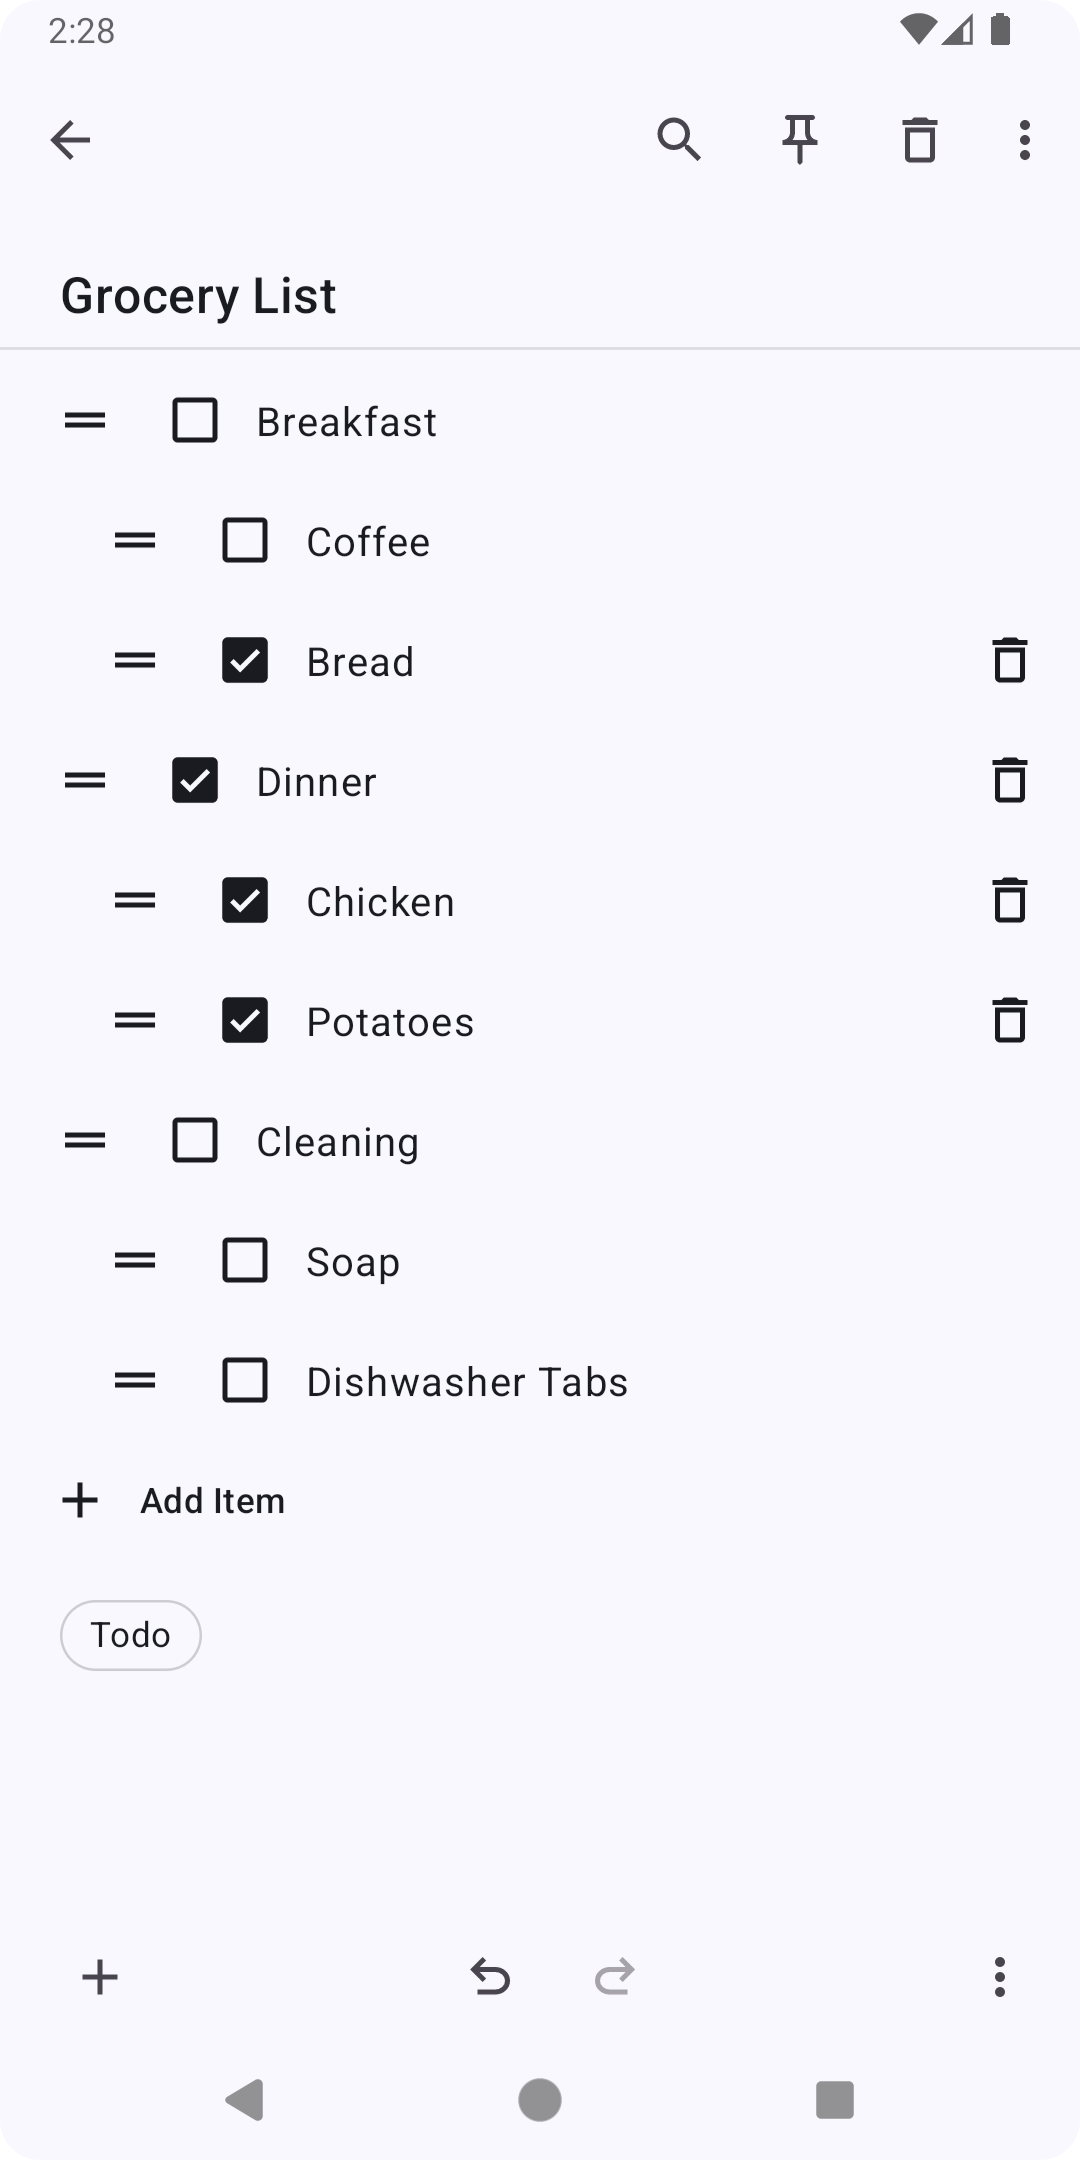 2:28
Grocery List
Breakfast
Coffee
Bread
Dinner
Chicken
Potatoes
Cleaning
Soap
Dishwasher Tabs
Add Item
Todo